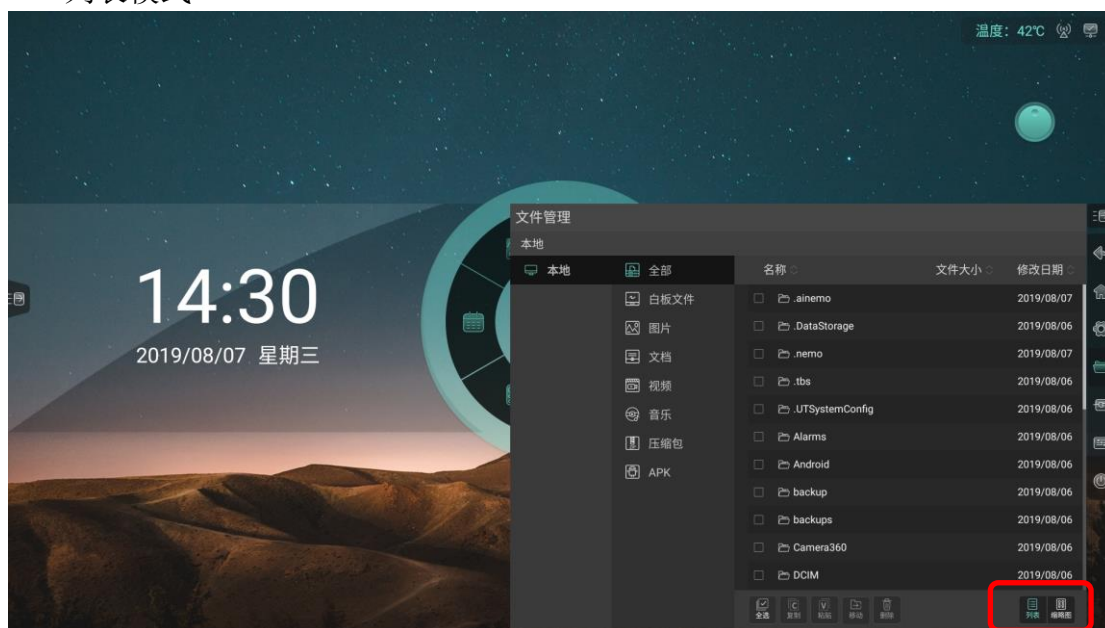 温度：42℃
文件管理
本地
本地
全部
白板文件
图片
文档
视频
音乐
压缩包
APK
名称 文件大小 修改日期
.ainemo 2019/08/07
.DataStorage 2019/08/06
.nemo 2019/08/07
.tbs 2019/08/06
.UTSystemConfig 2019/08/06
Alarms 2019/08/06
Android 2019/08/06
backup 2019/08/06
backups 2019/08/06
Camera360 2019/08/06
DCIM 2019/08/06
14:30
2019/08/07 星期三
全选 复制 粘贴 移动 删除 列表 缩略图